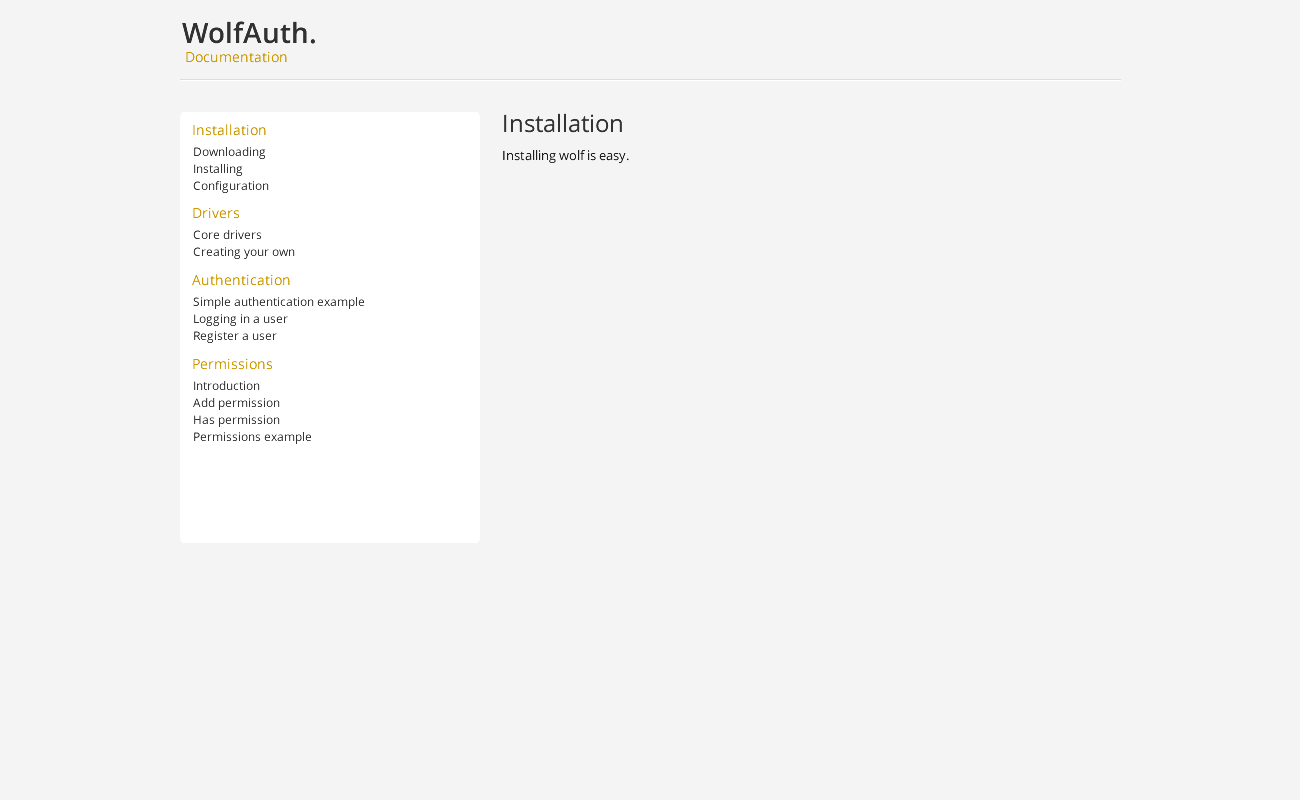 WolfAuth.
Documentation
Installation
Downloading
Installing
Configuration
Drivers
Core drivers
Creating your own
Authentication
Simple authentication example
Logging in a user
Register a user
Permissions
Introduction
Add permission
Has permission
Permissions example
Installation
Installing wolf is easy.